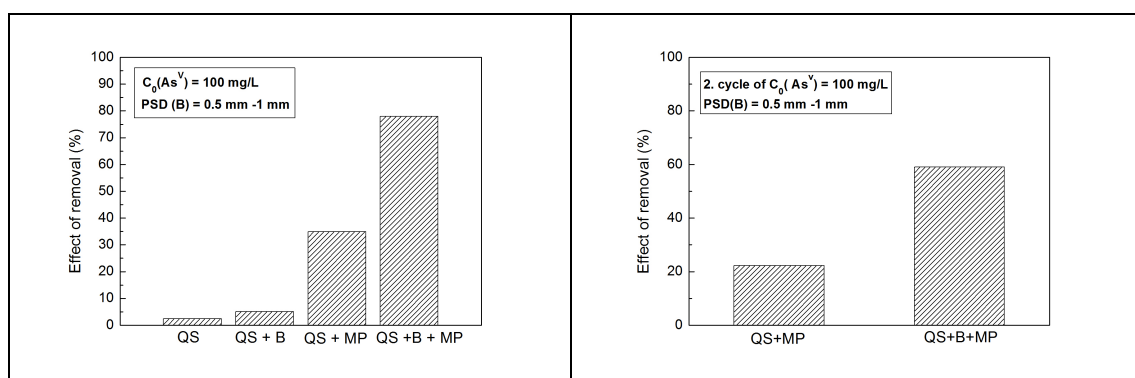 100
90
80
70
60
50
40
30
20
10
0
Effect of removal (%)
C₀(Asⱽ) = 100 mg/L
PSD (B) = 0.5 mm -1 mm
QS
QS + B
QS + MP
QS +B + MP
100
80
60
40
20
0
Effect of removal (%)
2. cycle of C₀( Asᵛ) = 100 mg/L
PSD(B) = 0.5 mm -1 mm
QS+MP
QS+B+MP